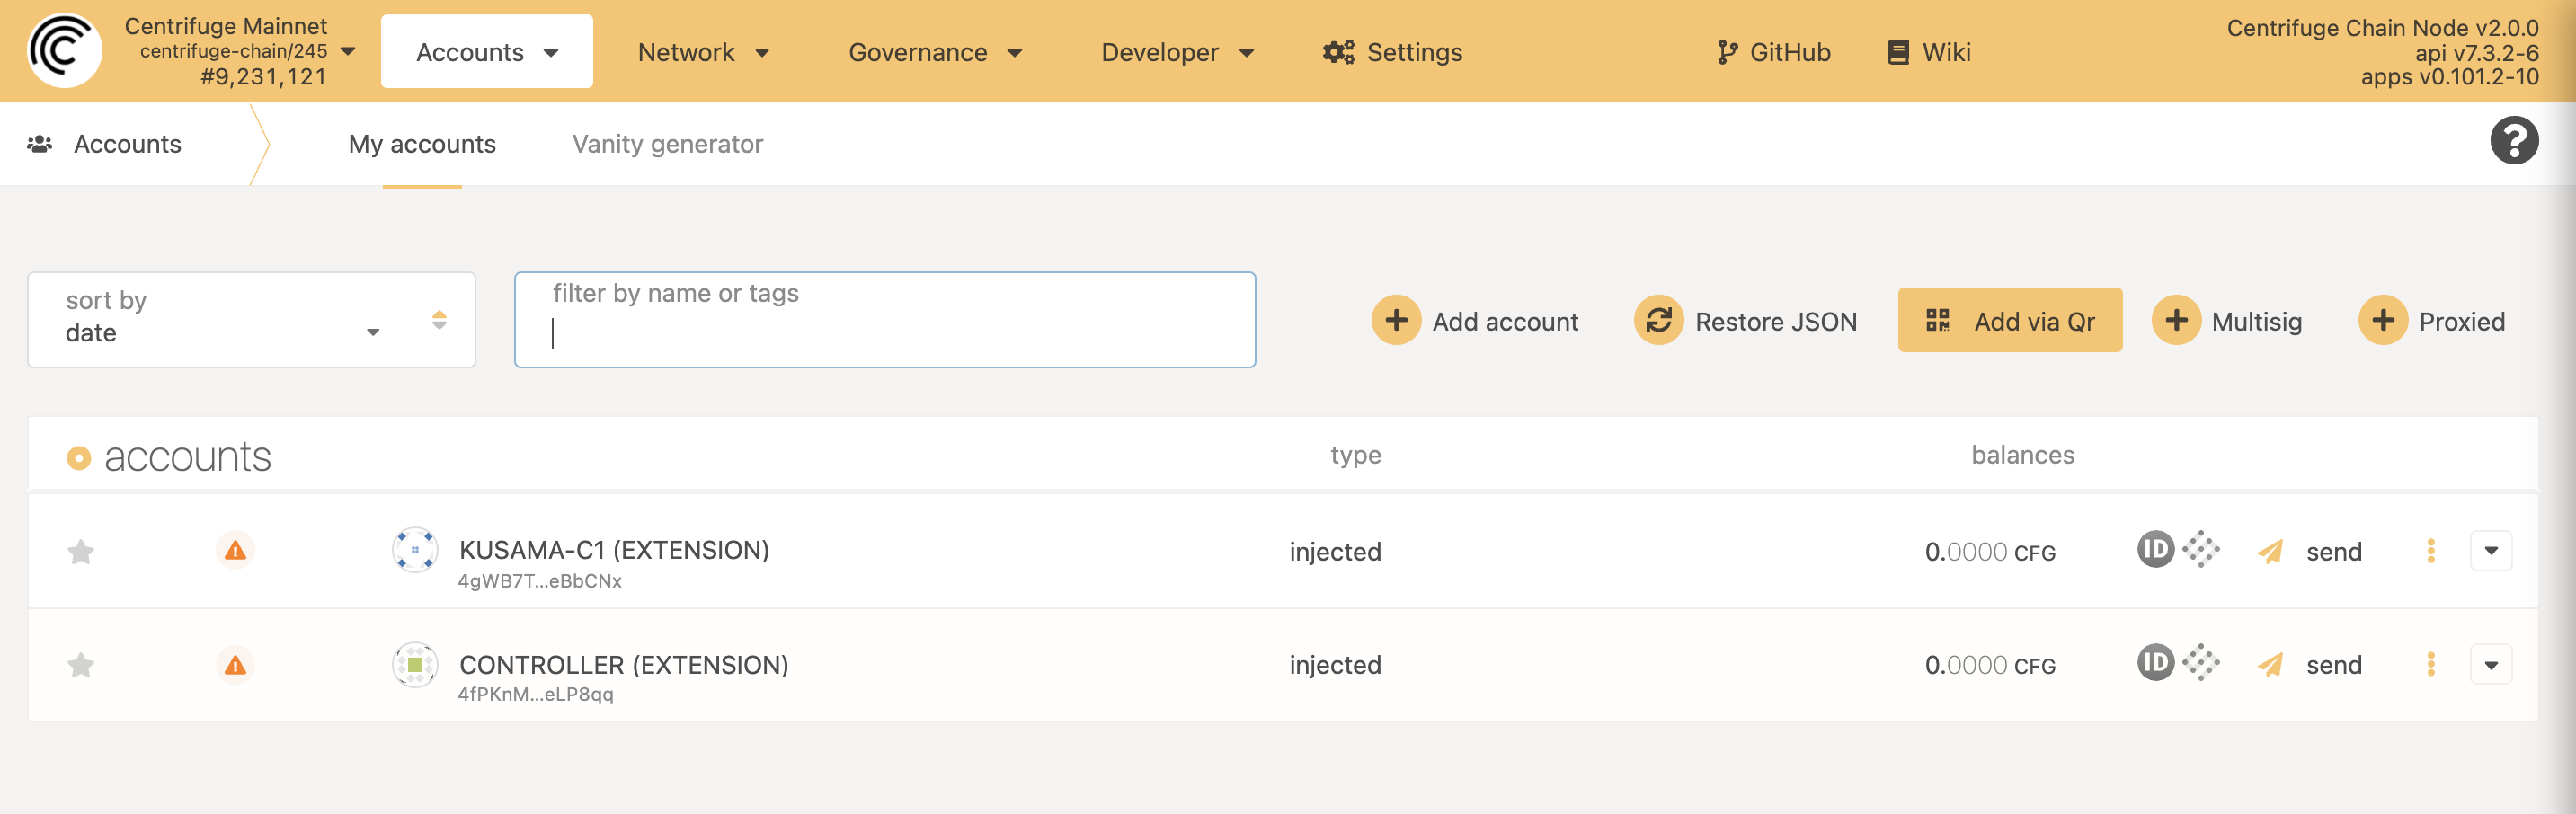 Centrifuge Mainnet
centrifuge-chain/245
#9,231,121
Accounts
Network
Governance
Developer
Settings
GitHub
Wiki
Centrifuge Chain Node v2.0.0
api v7.3.2-6
apps v0.101.2-10
Accounts
My accounts
Vanity generator
?
sort by
date
filter by name or tags
Add account
Restore JSON
Add via Qr
Multisig
Proxied
accounts
type
balances
KUSAMA-C1 (EXTENSION)
4gWB7T...eBbCNx
injected
0.0000 CFG
ID
send
CONTROLLER (EXTENSION)
4fPKnM...eLP8qq
injected
0.0000 CFG
ID
send